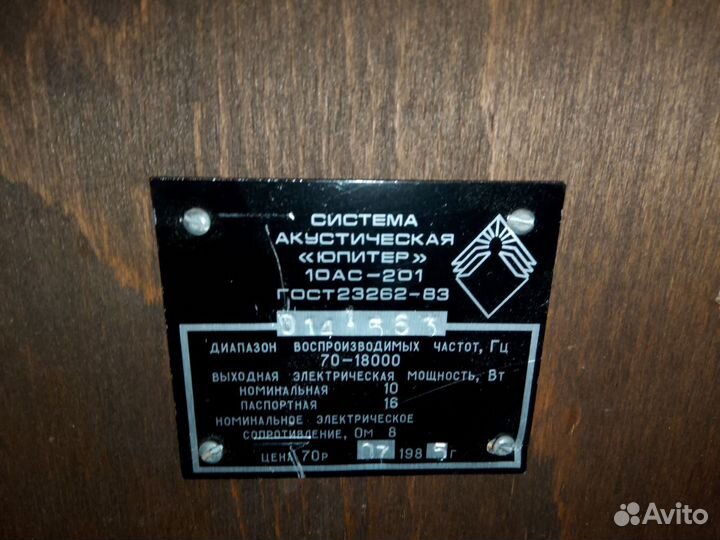 СИСТЕМА
АКУСТИЧЕСКАЯ
«ЮПИТЕР»
10АС-201
ГОСТ23262-83
ДИАПАЗОН ВОСПРОИЗВОДИМЫХ ЧАСТОТ, Гц
70-18000
ВЫХОДНАЯ ЭЛЕКТРИЧЕСКАЯ МОЩНОСТЬ, Вт
НОМИНАЛЬНАЯ 10
ПАСПОРТНАЯ 16
НОМИНАЛЬНОЕ ЭЛЕКТРИЧЕСКОЕ
СОПРОТИВЛЕНИЕ, Ом 8
ЦЕНА 70р 07 1985г
Avito